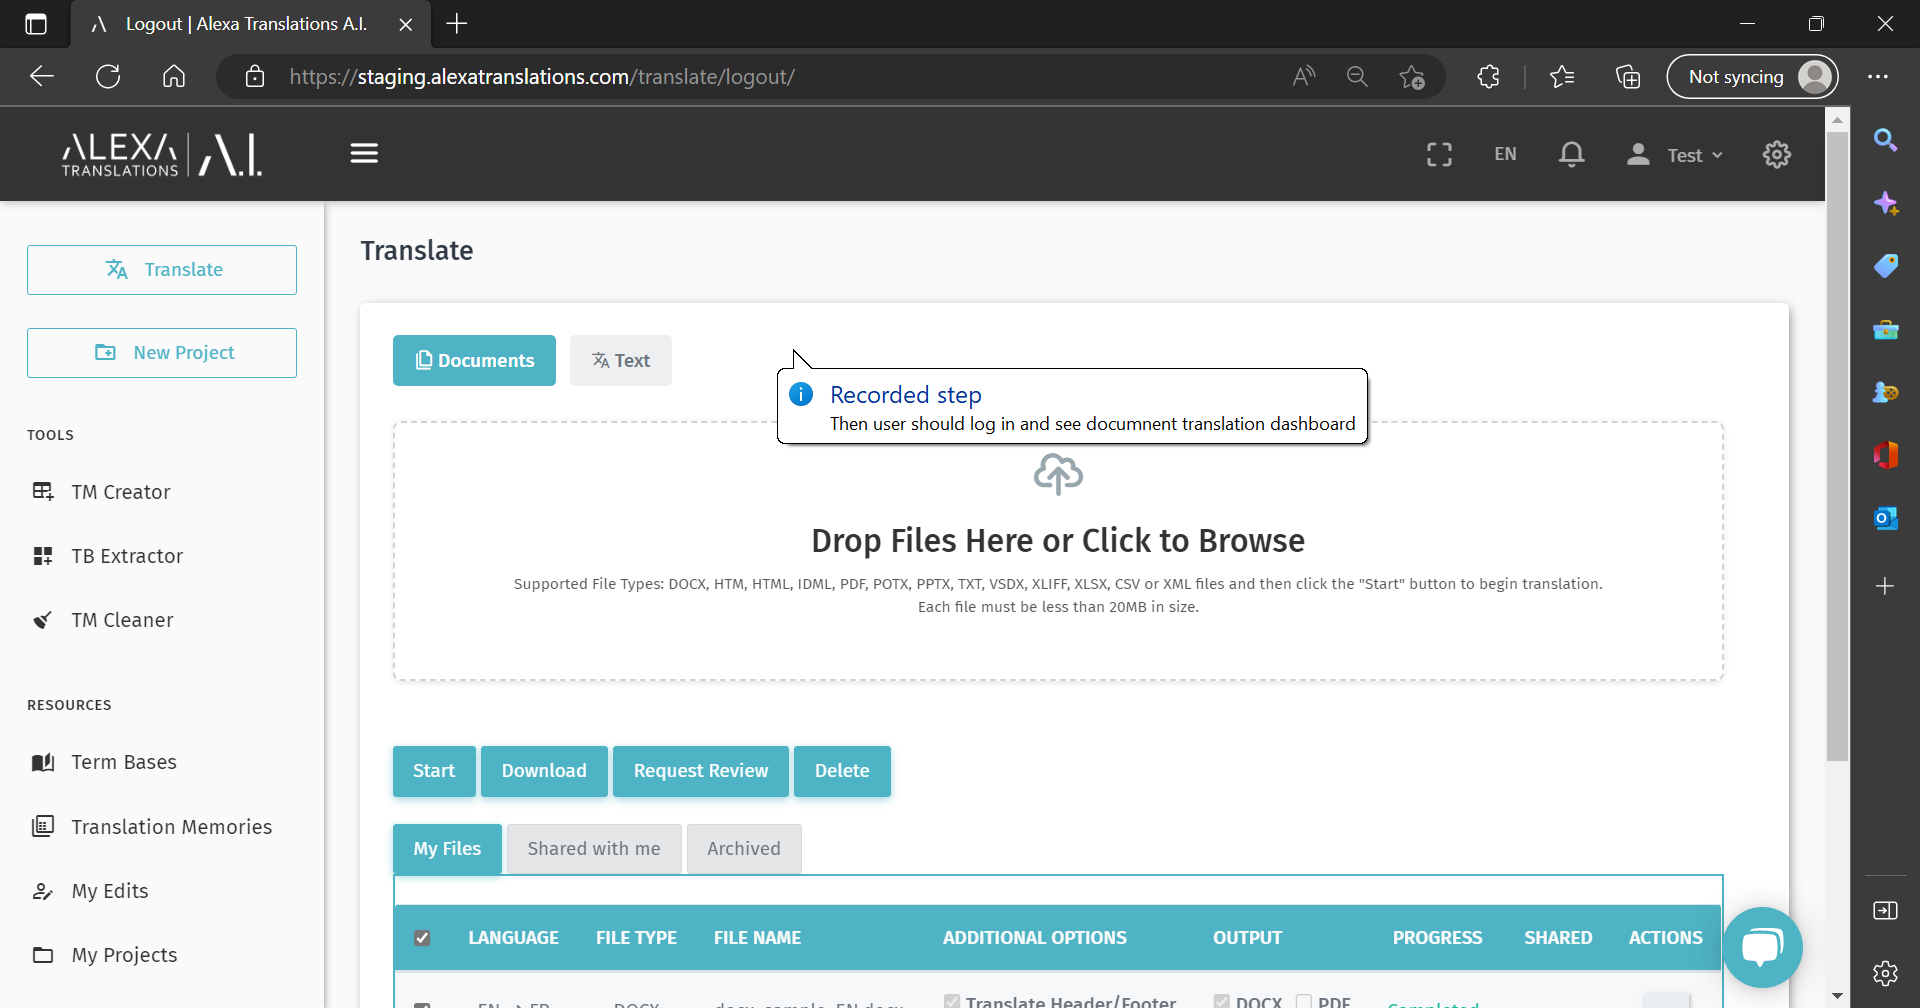 Logout | Alexa Translations A.I.
https://staging.alexatranslations.com/translate/logout/
Not syncing
ALEXA TRANSLATIONS A.I.
EN
Test
Translate
New Project
TOOLS
TM Creator
TB Extractor
TM Cleaner
RESOURCES
Term Bases
Translation Memories
My Edits
My Projects
Translate
Documents
Text
Recorded step
Then user should log in and see documnent translation dashboard
Drop Files Here or Click to Browse
Supported File Types: DOCX, HTM, HTML, IDML, PDF, POTX, PPTX, TXT, VSDX, XLIFF, XLSX, CSV or XML files and then click the "Start" button to begin translation.
Each file must be less than 20MB in size.
Start Download Request Review Delete
My Files Shared with me Archived
LANGUAGE FILE TYPE FILE NAME ADDITIONAL OPTIONS OUTPUT PROGRESS SHARED ACTIONS
Translate Header/Footer DOCX PDF